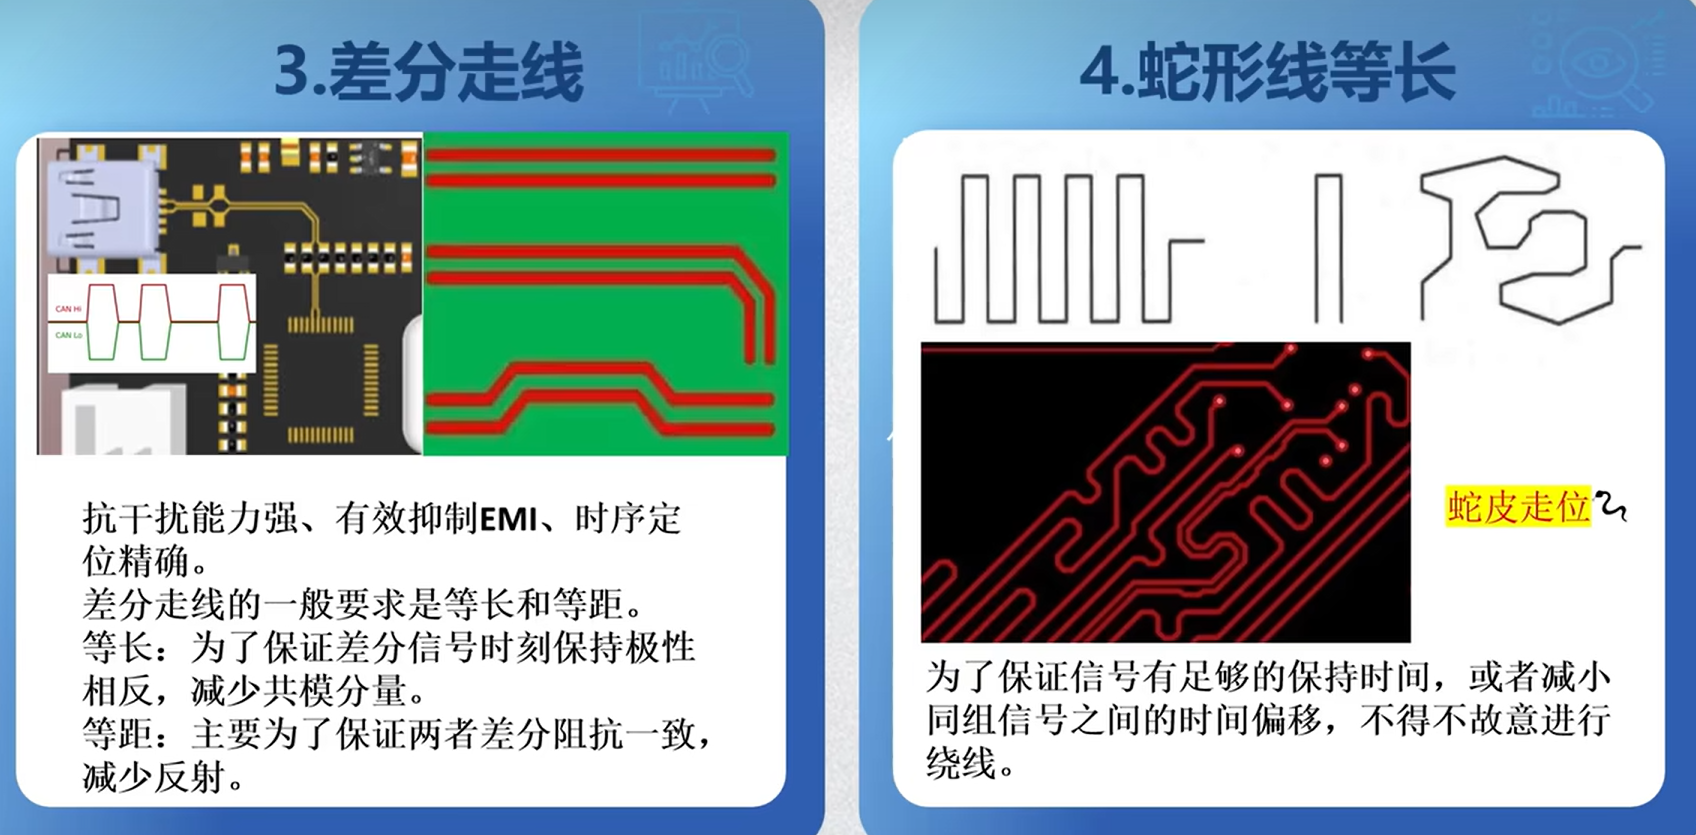 3.差分走线
CAN Hi
CAN Lo
抗干扰能力强、有效抑制EMI、时序定
位精确。
差分走线的一般要求是等长和等距。
等长：为了保证差分信号时刻保持极性
相反，减少共模分量。
等距：主要为了保证两者差分阻抗一致，
减少反射。
4.蛇形线等长
蛇皮走位
为了保证信号有足够的保持时间，或者减小
同组信号之间的时间偏移，不得不故意进行
绕线。